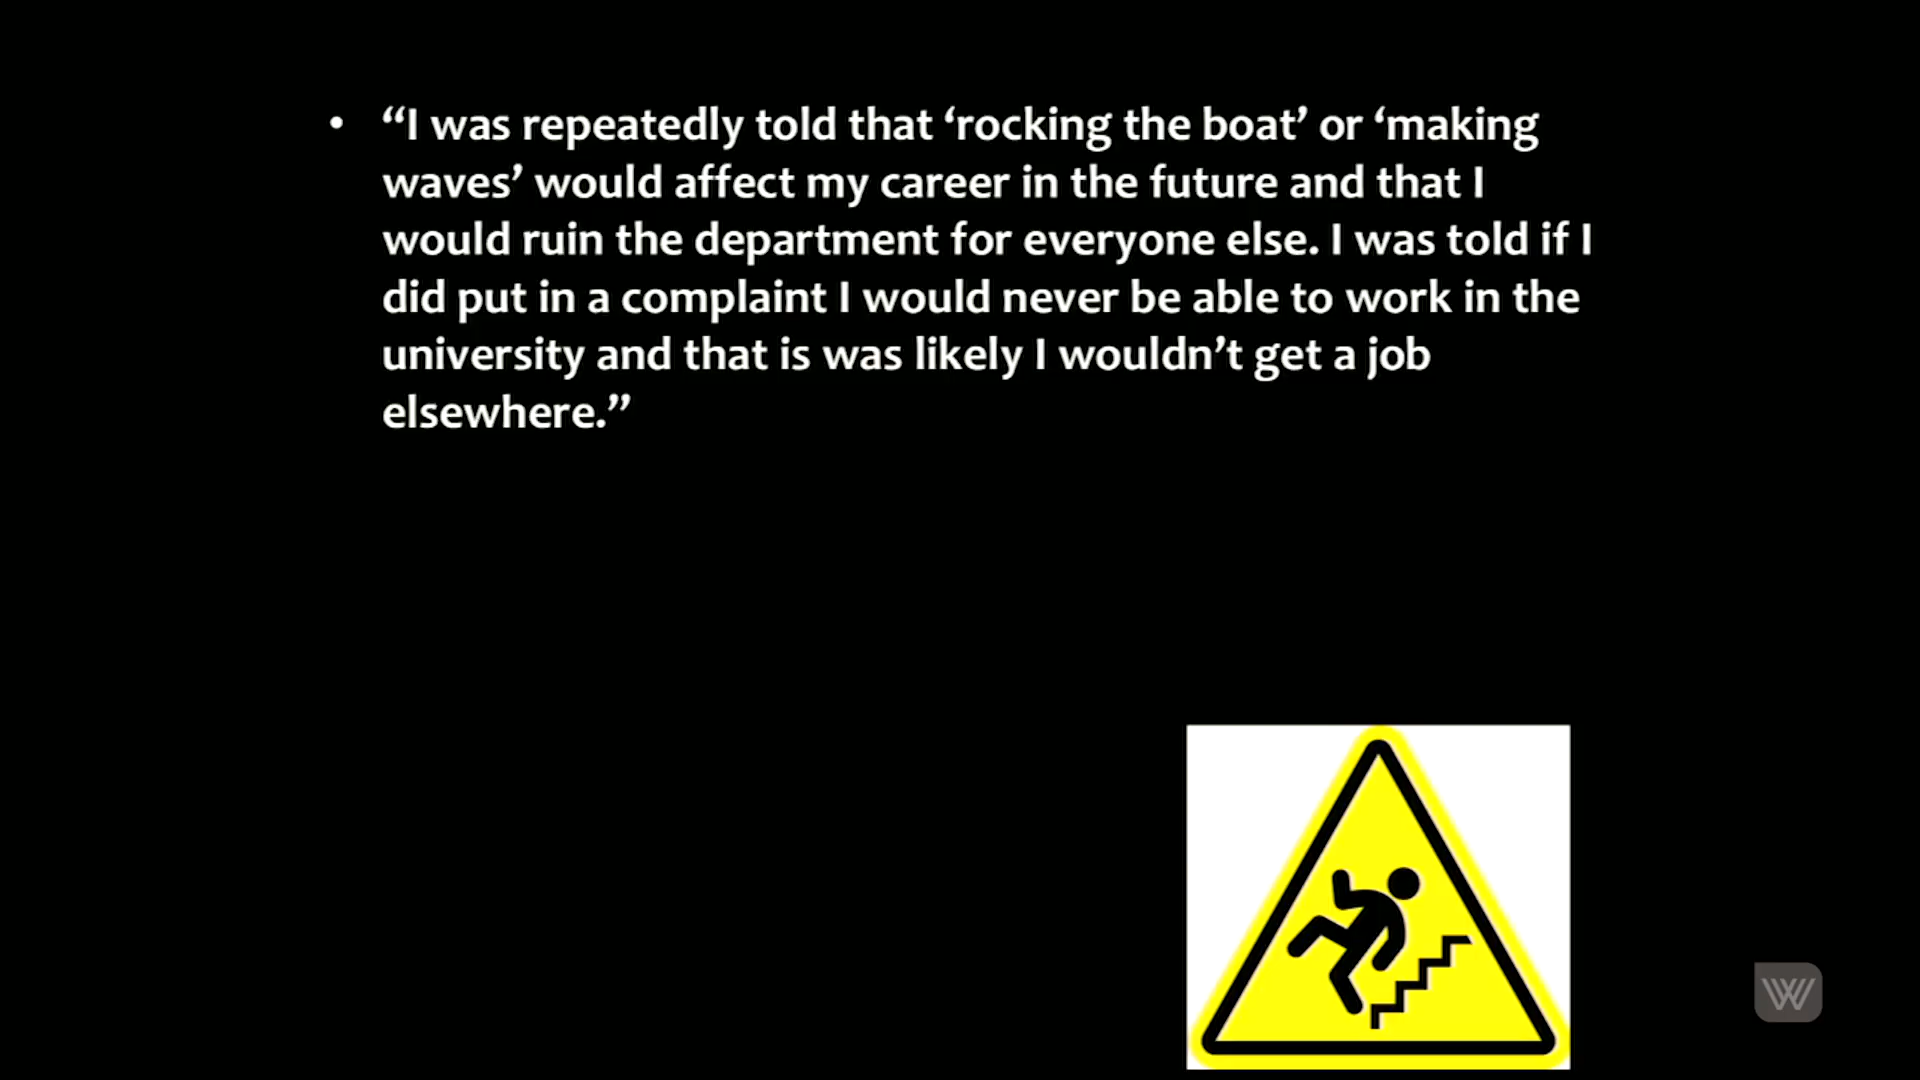 • “I was repeatedly told that ‘rocking the boat’ or ‘making
waves’ would affect my career in the future and that I
would ruin the department for everyone else. I was told if I
did put in a complaint I would never be able to work in the
university and that is was likely I wouldn’t get a job
elsewhere.”
W